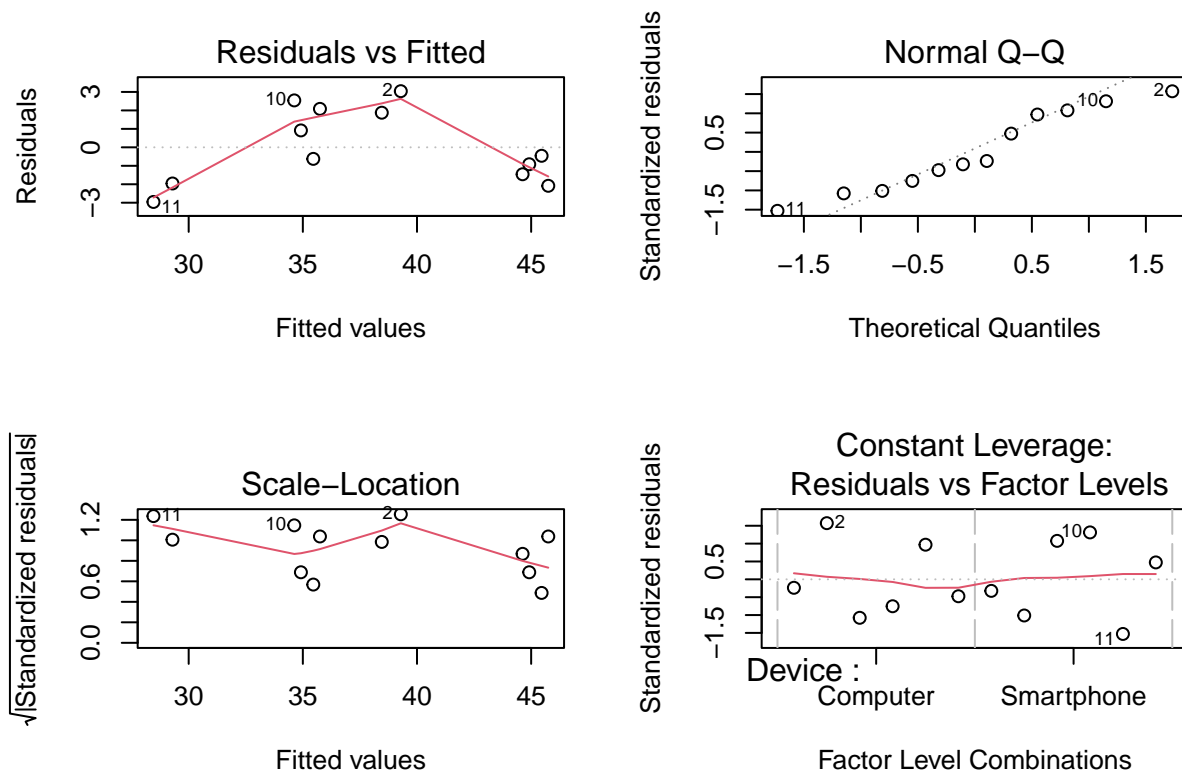 Residuals vs Fitted
Residuals
3
0
−3
10
2
11
30 35 40 45
Fitted values
Normal Q−Q
Standardized residuals
0.5
−1.5
10
2
11
−1.5 −0.5 0.5 1.5
Theoretical Quantiles
Scale−Location
√|Standardized residuals|
1.2
0.6
0.0
11
10
2
30 35 40 45
Fitted values
Constant Leverage:
Residuals vs Factor Levels
Standardized residuals
0.5
−1.5
2
10
11
Device :
Computer Smartphone
Factor Level Combinations